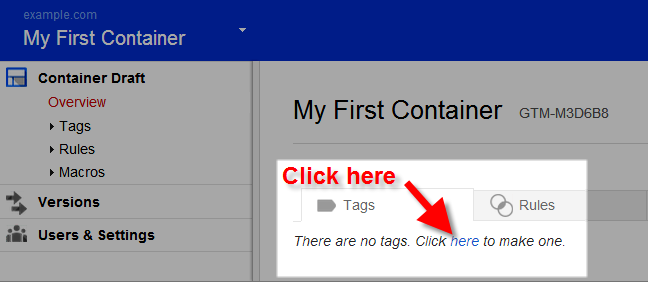 example.com
My First Container
Container Draft
Overview
Tags
Rules
Macros
Versions
Users & Settings
My First Container GTM-M3D6B8
Click here
Tags Rules
There are no tags. Click here to make one.